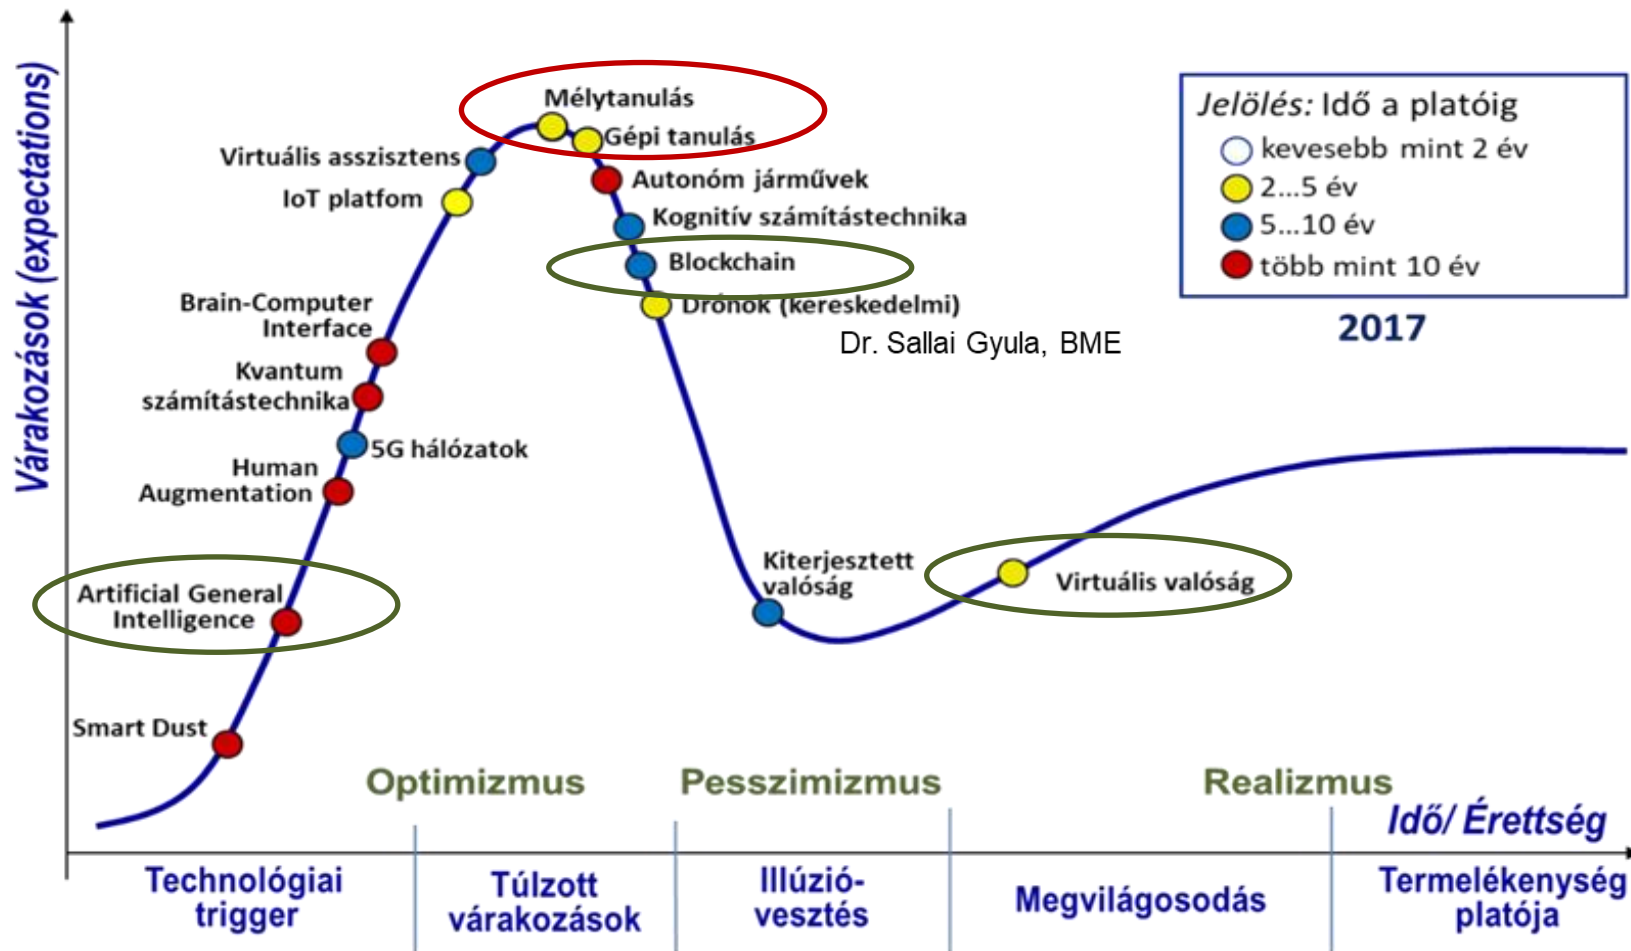 Várakozások (expectations)
Mélytanulás
Gépi tanulás
Virtuális asszisztens
IoT platfom
Autonóm járművek
Kognitív számítástechnika
Blockchain
Drónok (kereskedelmi)
Dr. Sallai Gyula, BME
Brain-Computer
Interface
Kvantum
számítástechnika
5G hálózatok
Human
Augmentation
Artificial General
Intelligence
Smart Dust
Kiterjesztett
valóság
Virtuális valóság
Jelölés: Idő a platóig
kevesebb mint 2 év
2...5 év
5...10 év
több mint 10 év
2017
Optimizmus
Pesszimizmus
Realizmus
Idő/ Érettség
Technológiai
trigger
Túlzott
várakozások
Illúzió-
vesztés
Megvilágosodás
Termelékenység
platója